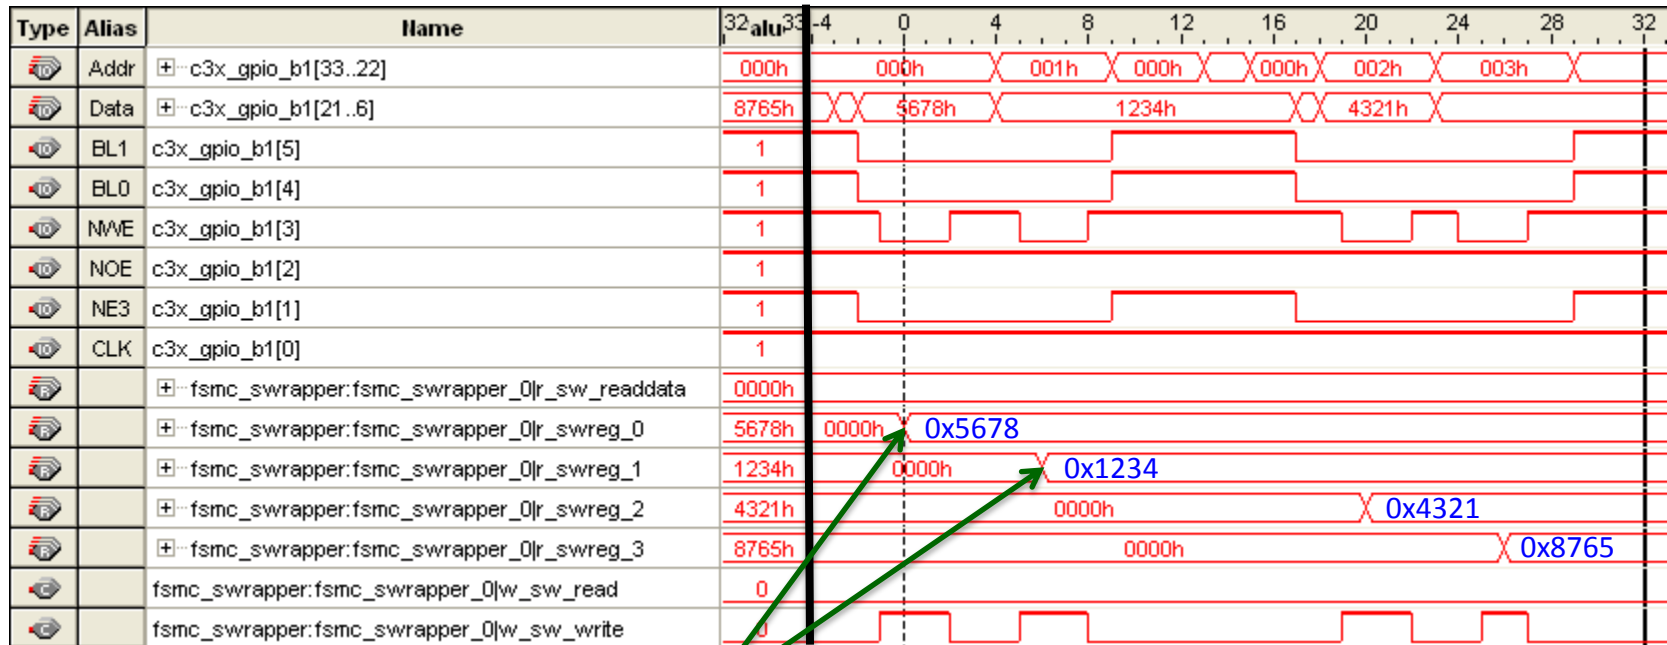 Type Alias Name 32 alu 33 -4 0 4 8 12 16 20 24 28 32
Addr c3x_gpio_b1[33..22] 000h 000h 001h 000h 000h 002h 003h
Data c3x_gpio_b1[21..6] 8765h 5678h 1234h 4321h
BL1 c3x_gpio_b1[5] 1
BL0 c3x_gpio_b1[4] 1
NWE c3x_gpio_b1[3] 1
NOE c3x_gpio_b1[2] 1
NE3 c3x_gpio_b1[1] 1
CLK c3x_gpio_b1[0] 1
fsmc_swrapper:fsmc_swrapper_0|r_sw_readdata 0000h
fsmc_swrapper:fsmc_swrapper_0|r_swreg_0 5678h 0000h 0x5678
fsmc_swrapper:fsmc_swrapper_0|r_swreg_1 1234h 0000h 0x1234
fsmc_swrapper:fsmc_swrapper_0|r_swreg_2 4321h 0000h 0x4321
fsmc_swrapper:fsmc_swrapper_0|r_swreg_3 8765h 0000h 0x8765
fsmc_swrapper:fsmc_swrapper_0|w_sw_read 0
fsmc_swrapper:fsmc_swrapper_0|w_sw_write 0